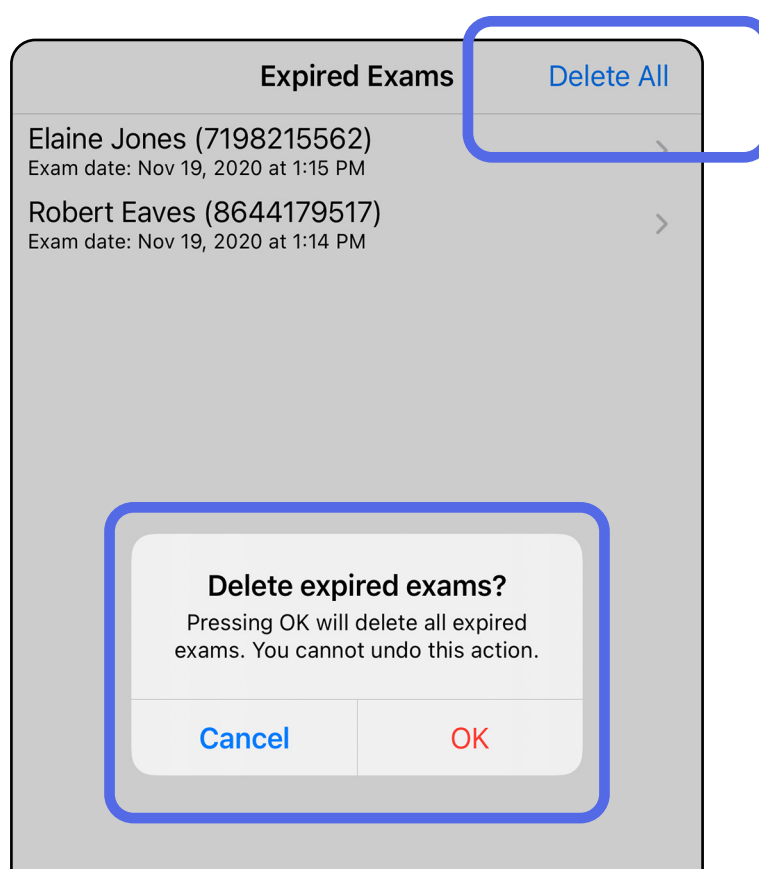 Expired Exams Delete All
Elaine Jones (7198215562)
Exam date: Nov 19, 2020 at 1:15 PM
Robert Eaves (8644179517)
Exam date: Nov 19, 2020 at 1:14 PM
Delete expired exams?
Pressing OK will delete all expired
exams. You cannot undo this action.
Cancel OK